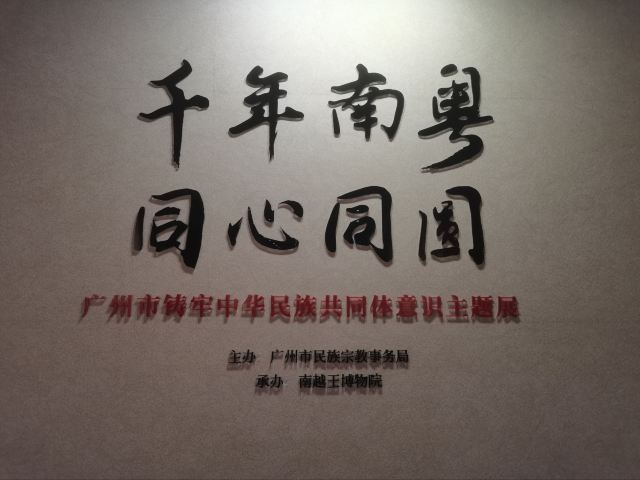 千年南粤
同心同圆
广州市铸牢中华民族共同体意识主题展
主办 广州市民族宗教事务局
承办 南越王博物院